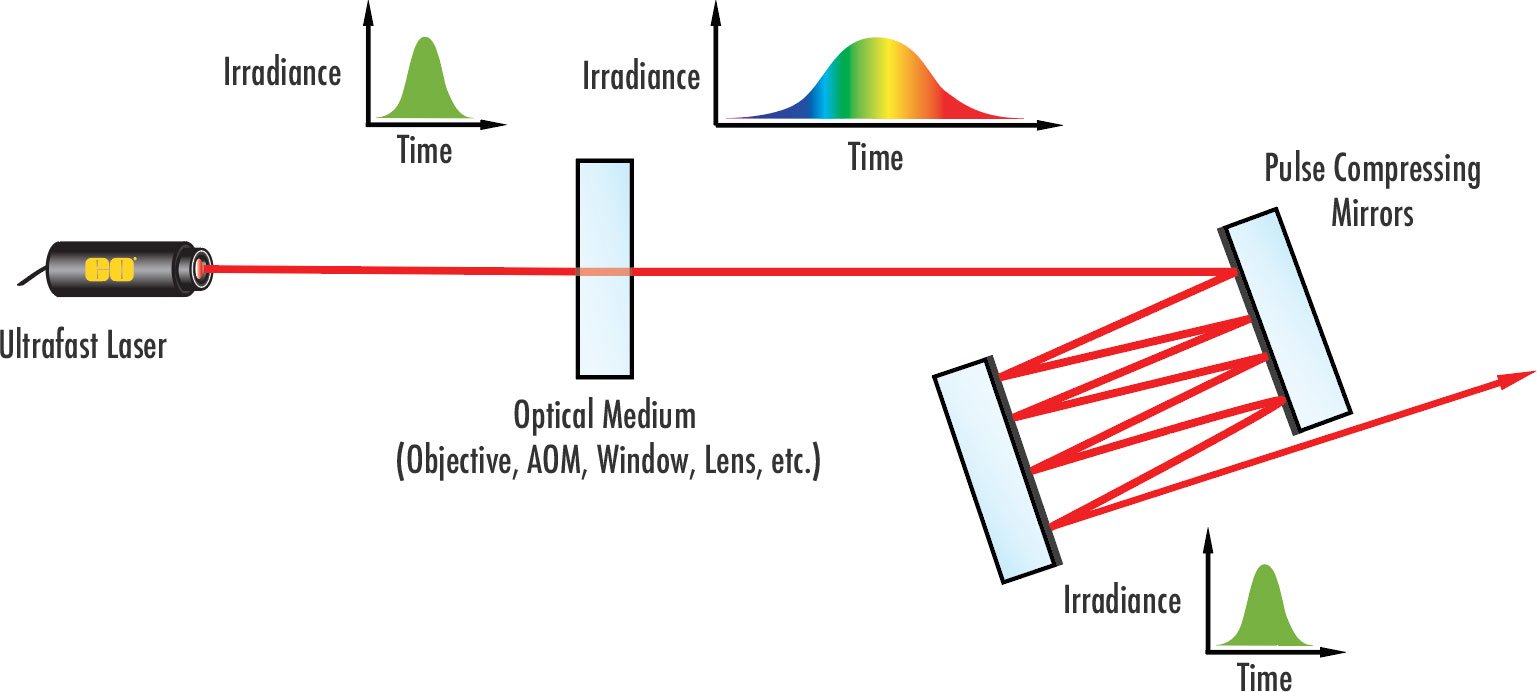 Irradiance
Time
Irradiance
Time
Pulse Compressing
Mirrors
EO
Ultrafast Laser
Optical Medium
(Objective, AOM, Window, Lens, etc.)
Irradiance
Time